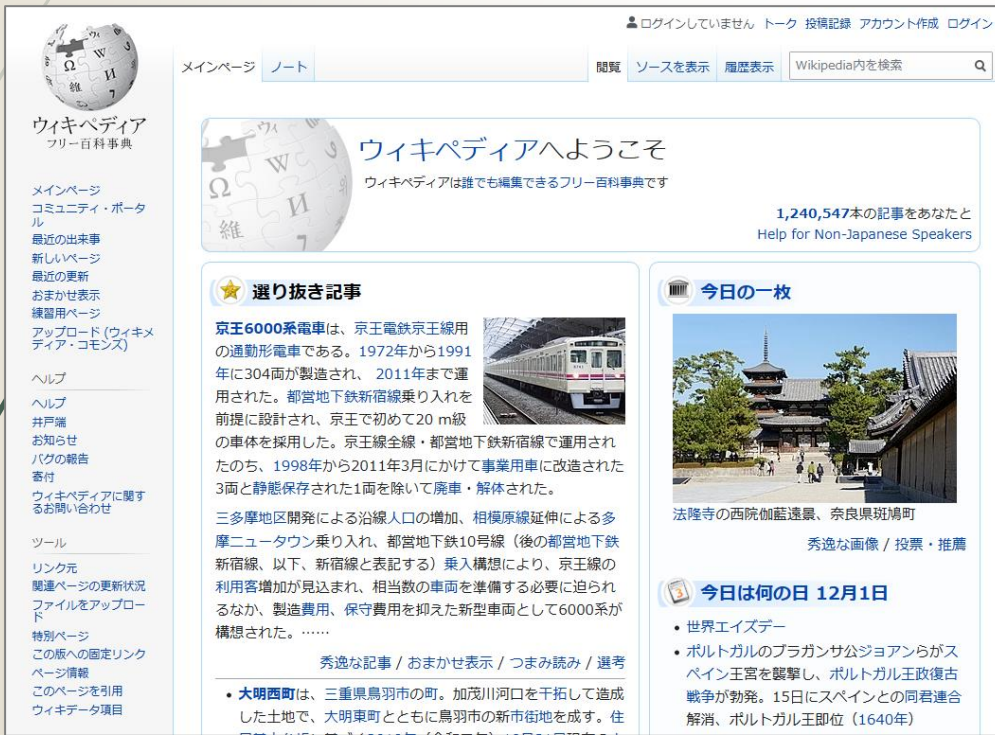 ログインしていません トーク 投稿記録 アカウント作成 ログイン
メインページ ノート 閲覧 ソースを表示 履歴表示 Wikipedia内を検索
ウィキペディア
フリー百科事典
メインページ
コミュニティ・ポータ
ル
最近の出来事
新しいページ
最近の更新
おまかせ表示
練習用ページ
アップロード (ウィキメ
ディア・コモンズ)
ヘルプ
ヘルプ
井戸端
お知らせ
バグの報告
寄付
ウィキペディアに関す
るお問い合わせ
ツール
リンク元
関連ページの更新状況
ファイルをアップロー
ド
特別ページ
この版への固定リンク
ページ情報
このページを引用
ウィキデータ項目
ウィキペディアへようこそ
ウィキペディアは誰でも編集できるフリー百科事典です
1,240,547本の記事をあなたと
Help for Non-Japanese Speakers
選り抜き記事
京王6000系電車は、京王電鉄京王線用
の通勤形電車である。1972年から1991
年に304両が製造され、 2011年まで運
用された。都営地下鉄新宿線乗り入れを
前提に設計され、京王で初めて20 m級
の車体を採用した。京王線全線・都営地下鉄新宿線で運用され
たのち、1998年から2011年3月にかけて事業用車に改造された
3両と静態保存された1両を除いて廃車・解体された。
三多摩地区開発による沿線人口の増加、相模原線延伸による多
摩ニュータウン乗り入れ、都営地下鉄10号線（後の都営地下鉄
新宿線、以下、新宿線と表記する）乗入構想により、京王線の
利用客増加が見込まれ、相当数の車両を準備する必要に迫られ
るなか、製造費用、保守費用を抑えた新型車両として6000系が
構想された。……
秀逸な記事 / おまかせ表示 / つまみ読み / 選考
• 大明西町は、三重県鳥羽市の町。加茂川河口を干拓して造成
した土地で、大明東町とともに鳥羽市の新市街地を成す。住
今日の一枚
法隆寺の西院伽藍遠景、奈良県斑鳩町
秀逸な画像 / 投票・推薦
今日は何の日 12月1日
• 世界エイズデー
• ポルトガルのブラガンサ公ジョアンらがス
ペイン王宮を襲撃し、ポルトガル王政復古
戦争が勃発。15日にスペインとの同君連合
解消、ポルトガル王即位（1640年）